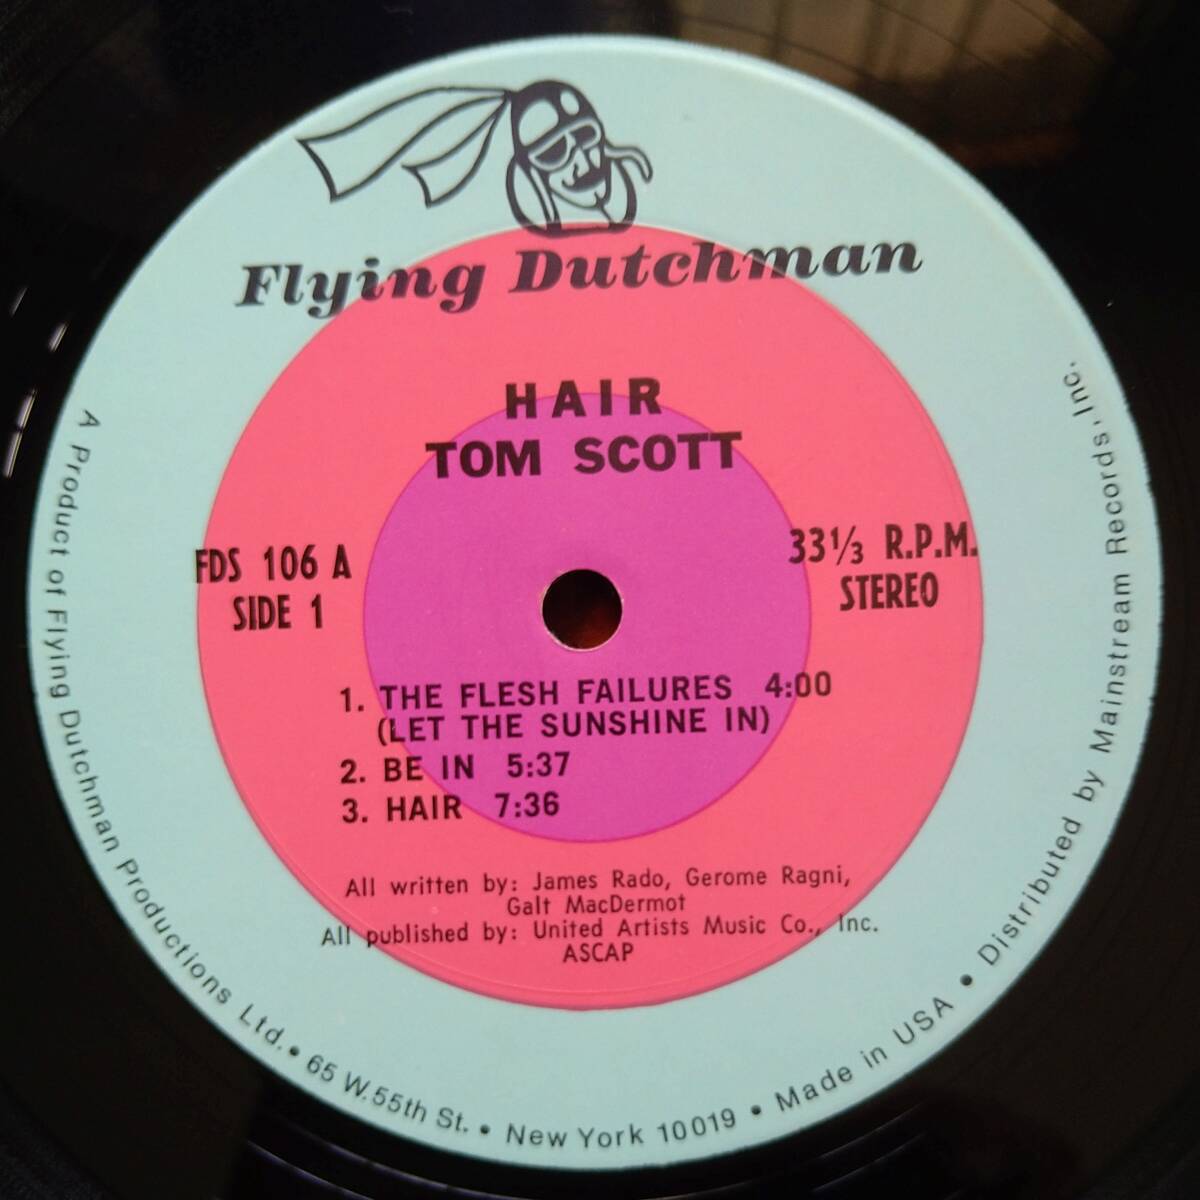 Flying Dutchman
HAIR
TOM SCOTT
FDS 106 A
SIDE 1
33⅓ R.P.M.
STEREO
1. THE FLESH FAILURES 4:00
(LET THE SUNSHINE IN)
2. BE IN 5:37
3. HAIR 7:36
All written by: James Rado, Gerome Ragni,
Galt MacDermot
All published by: United Artists Music Co., Inc.
ASCAP
A Product of Flying Dutchman Productions Ltd. • 65 W. 55th St. • New York 10019 • Made in USA • Distributed by Mainstream Records, Inc.